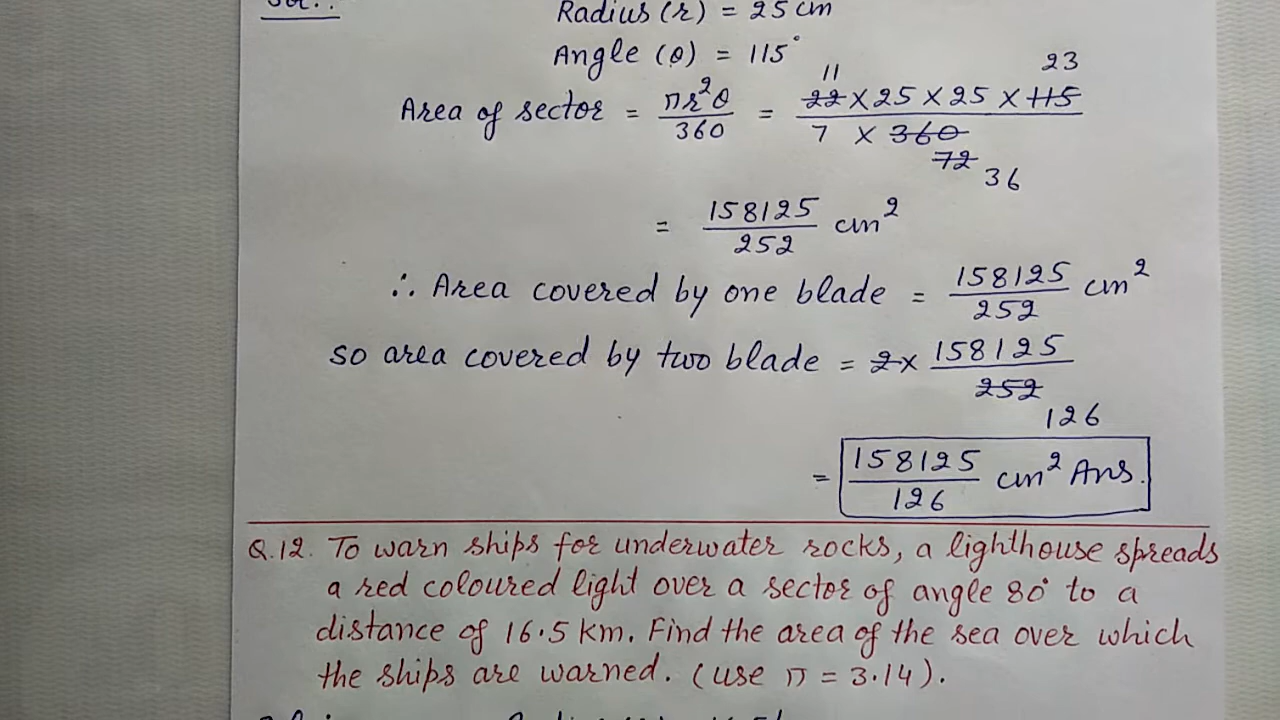 Radius (r) = 25 cm
Angle (θ) = 115°
Area of sector = πr²θ/360 = 22 × 25 × 25 × 115 / 7 × 360
11 23
72 36
= 158125/252 cm²
∴ Area covered by one blade = 158125/252 cm²
so area covered by two blade = 2 × 158125/252
126
= 158125/126 cm² Ans.
Q.12. To warn ships for underwater rocks, a lighthouse spreads
a red coloured light over a sector of angle 80° to a
distance of 16.5 km. Find the area of the sea over which
the ships are warned. (use π = 3.14).